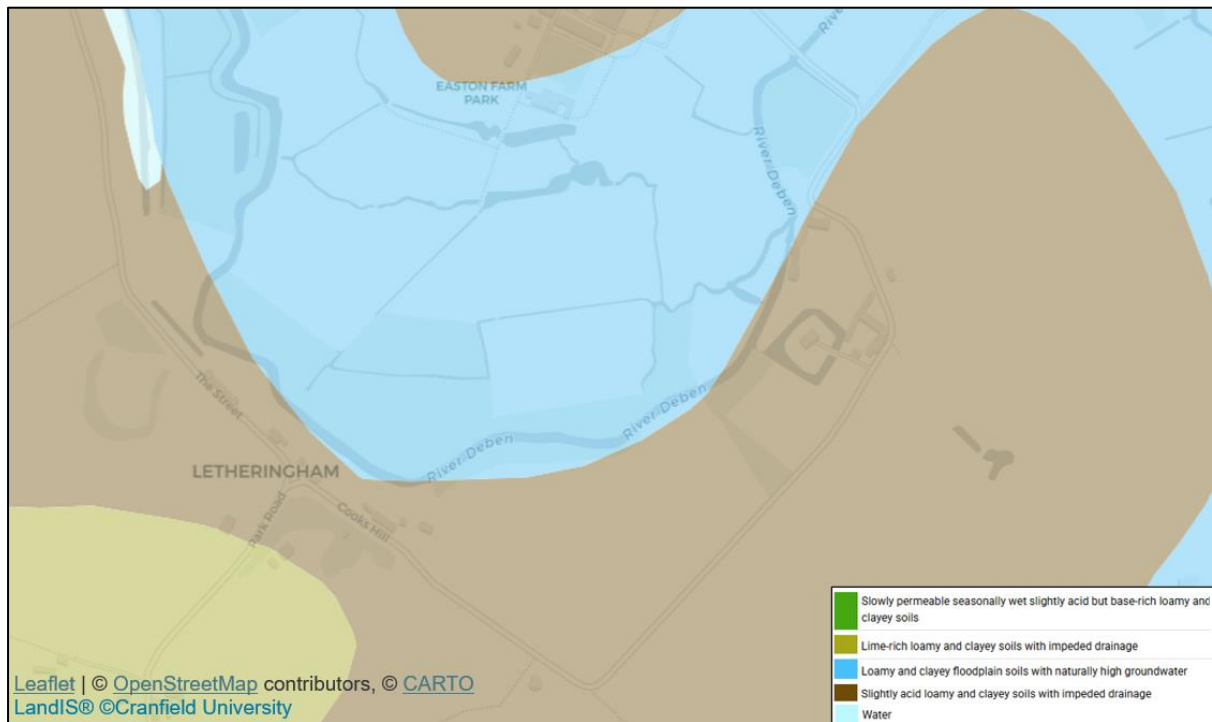 EASTON FARM
PARK
River
River Deben
The Street
River Deben
River Deben
LETHERINGHAM
Park Road
Cooks Hill
Slowly permeable seasonally wet slightly acid but base-rich loamy and
clayey soils
Lime-rich loamy and clayey soils with impeded drainage
Loamy and clayey floodplain soils with naturally high groundwater
Slightly acid loamy and clayey soils with impeded drainage
Water
Leaflet | © OpenStreetMap contributors, © CARTO
LandIS® ©Cranfield University